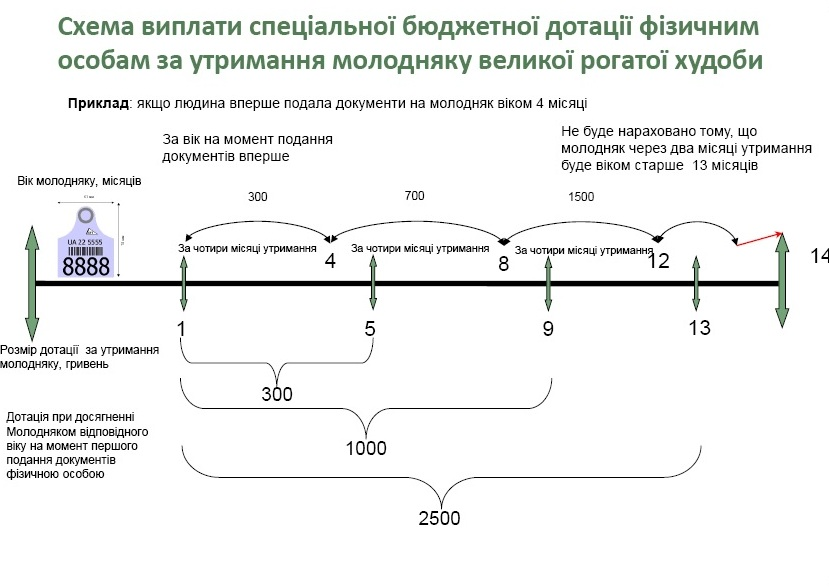 Схема виплати спеціальної бюджетної дотації фізичним
особам за утримання молодняку великої рогатої худоби
Приклад: якщо людина вперше подала документи на молодняк віком 4 місяці
За вік на момент подання
документів вперше
Не буде нараховано тому, що
молодняк через два місяці утримання
буде віком старше 13 місяців
Вік молодняку, місяців
300
700
1500
UA 22 5555
8888
За чотири місяці утримання
4
За чотири місяці утримання
8
За чотири місяці утримання
12
14
1
5
9
13
Розмір дотації за утримання
молодняку, гривень
300
1000
2500
Дотація при досягненні
Молодняком відповідного
віку на момент першого
подання документів
фізичною особою